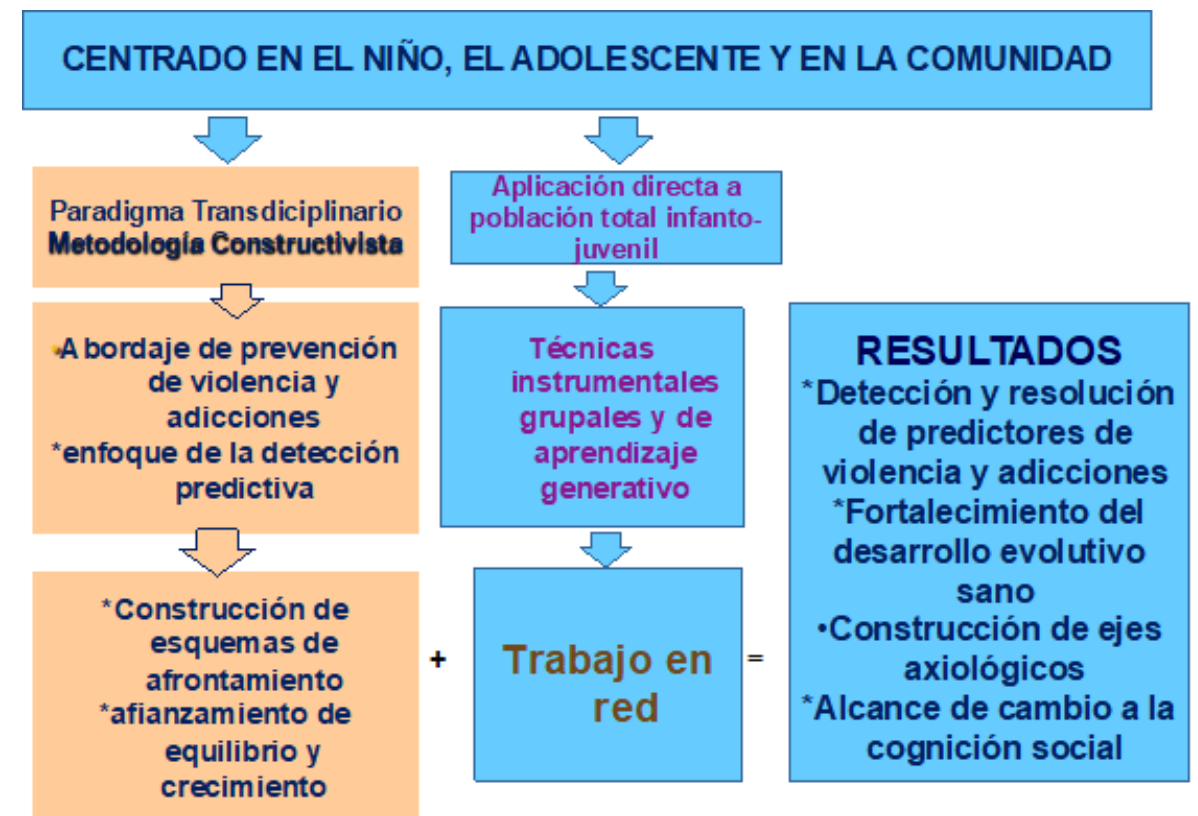 CENTRADO EN EL NIÑO, EL ADOLESCENTE Y EN LA COMUNIDAD
Paradigma Transdiciplinario
Metodología Constructivista
•Abordaje de prevención
de violencia y
adicciones
*enfoque de la detección
predictiva
*Construcción de
esquemas de
afrontamiento
*afianzamiento de
equilibrio y
crecimiento
+
Aplicación directa a
población total infanto-
juvenil
Técnicas
instrumentales
grupales y de
aprendizaje
generativo
Trabajo en
red
=
RESULTADOS
*Detección y resolución
de predictores de
violencia y adicciones
*Fortalecimiento del
desarrollo evolutivo
sano
•Construcción de ejes
axiológicos
*Alcance de cambio a la
cognición social